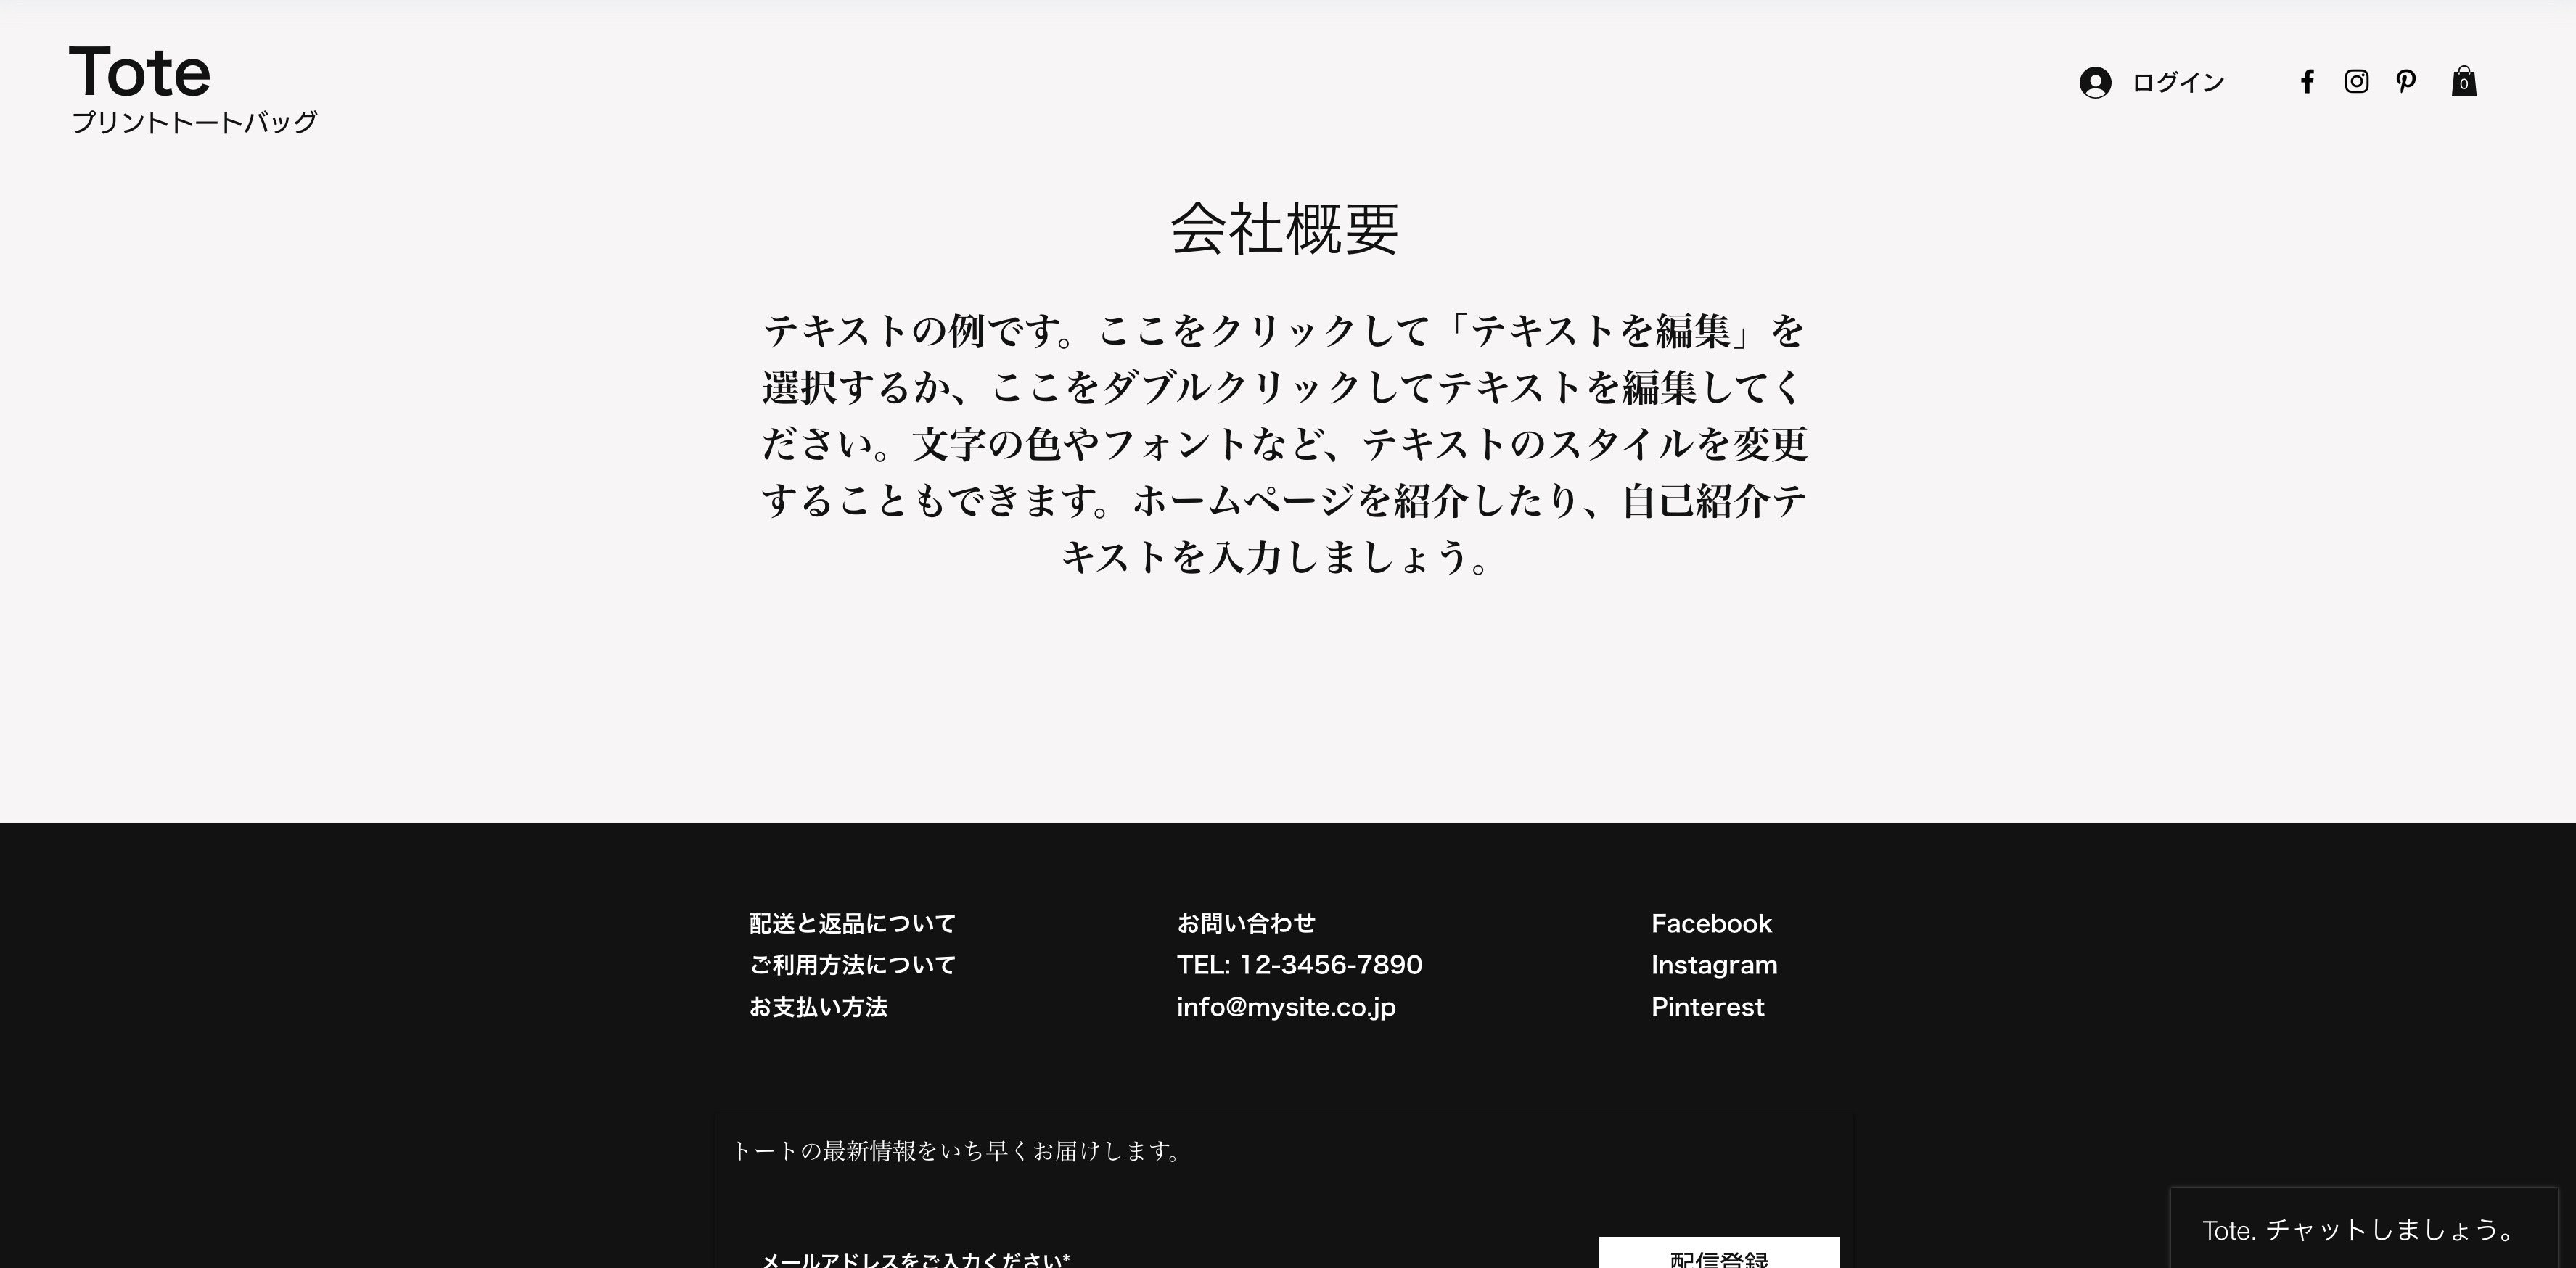 Tote
プリントトートバッグ
ログイン
0
会社概要
テキストの例です。ここをクリックして「テキストを編集」を
選択するか、ここをダブルクリックしてテキストを編集してく
ださい。文字の色やフォントなど、テキストのスタイルを変更
することもできます。ホームページを紹介したり、自己紹介テ
キストを入力しましょう。
配送と返品について
ご利用方法について
お支払い方法
お問い合わせ
TEL: 12-3456-7890
info@mysite.co.jp
Facebook
Instagram
Pinterest
トートの最新情報をいち早くお届けします。
メールアドレスをご入力ください*
配信登録
Tote. チャットしましょう。